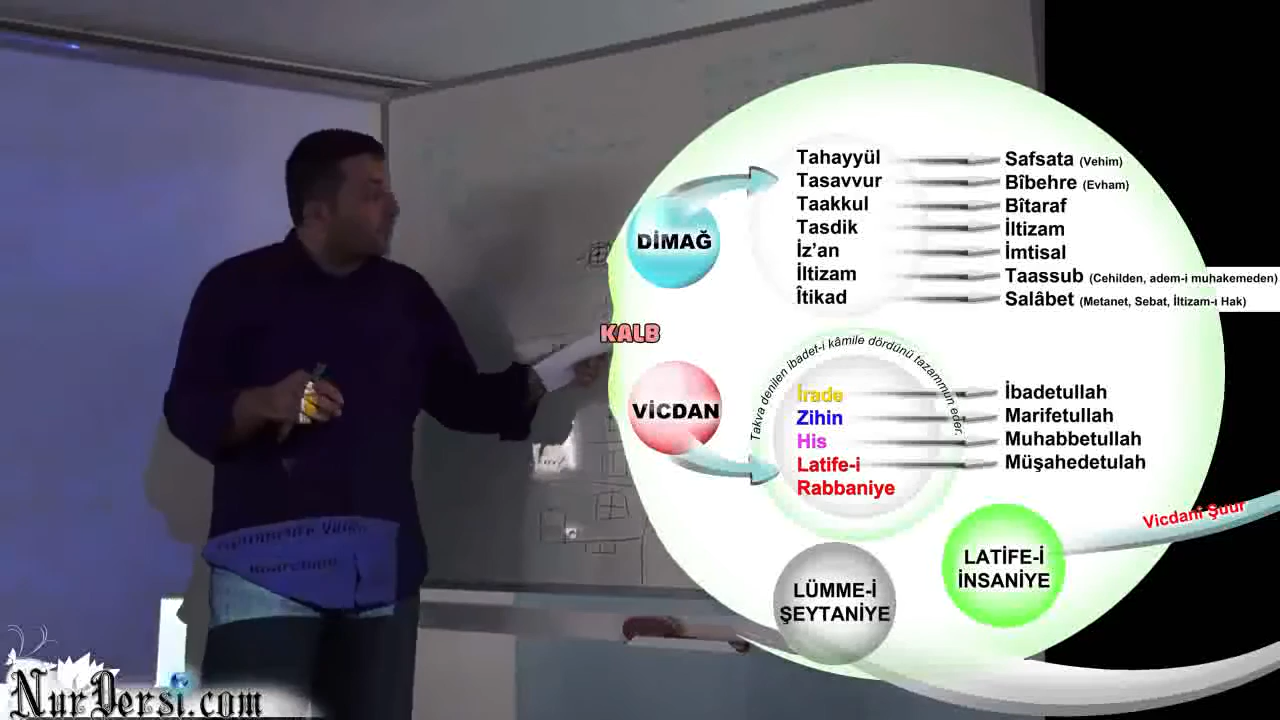 Tahayyül Safsata (Vehim)
Tasavvur Bîbehre (Evham)
Taakkul Bîtaraf
Tasdik İltizam
İz'an İmtisal
İltizam Taassub (Cehilden, adem-i muhakemeden)
Îtikad Salâbet (Metanet, Sebat, İltizam-ı Hak)
DİMAĞ
KALB
Takva denilen ibadet-i kâmile dördünü tazammun eder.
VİCDAN
İrade İbadetullah
Zihin Marifetullah
His Muhabbetullah
Latife-i Müşahedetulah
Rabbaniye
Vicdanî Şuur
LATİFE-İ
İNSANİYE
LÜMME-İ
ŞEYTANİYE
NurDersi.com